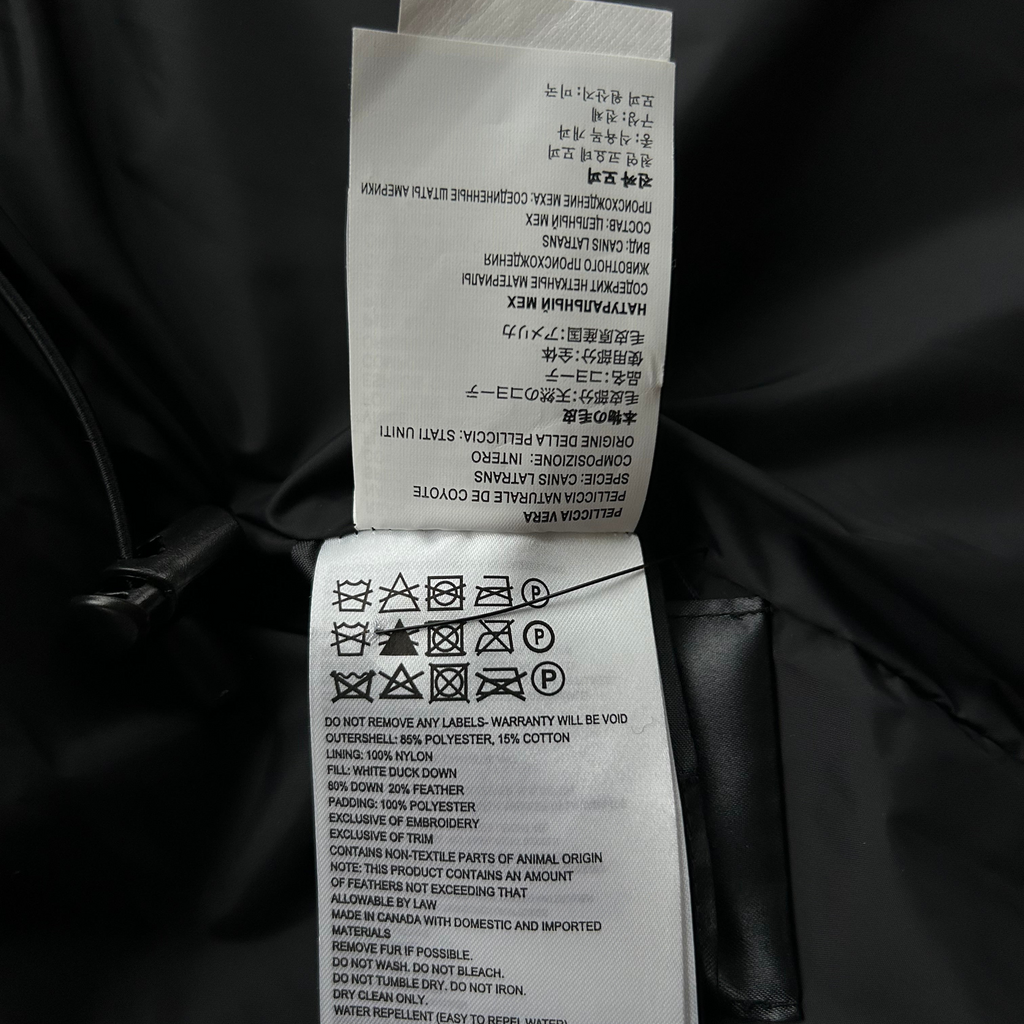 PELLICCIA VERA
PELLICCIA NATURALE DE COYOTE
SPECIE: CANIS LATRANS
COMPOSIZIONE: INTERO
ORIGINE DELLA PELLICCIA: STATI UNITI
本物の毛皮
毛皮部分:天然のコヨーテ
品名:コヨーテ
使用部分:全体
毛皮原産国:アメリカ
НАТУРАЛЬНЫЙ МЕХ
СОДЕРЖИТ НЕТКАНЫЕ МАТЕРИАЛЫ
ЖИВОТНОГО ПРОИСХОЖДЕНИЯ
ВИД: CANIS LATRANS
СОСТАВ: ЦЕЛЬНЫЙ МЕХ
ПРОИСХОЖДЕНИЕ МЕХА: СОЕДИНЕННЫЕ ШТАТЫ АМЕРИКИ
진짜 모피
천연 코요테 모피
종: 식육목 개과
구성: 전체
모피 원산지: 미국
P
P
P
DO NOT REMOVE ANY LABELS- WARRANTY WILL BE VOID
OUTERSHELL: 85% POLYESTER, 15% COTTON
LINING: 100% NYLON
FILL: WHITE DUCK DOWN
80% DOWN 20% FEATHER
PADDING: 100% POLYESTER
EXCLUSIVE OF EMBROIDERY
EXCLUSIVE OF TRIM
CONTAINS NON-TEXTILE PARTS OF ANIMAL ORIGIN
NOTE: THIS PRODUCT CONTAINS AN AMOUNT
OF FEATHERS NOT EXCEEDING THAT
ALLOWABLE BY LAW
MADE IN CANADA WITH DOMESTIC AND IMPORTED
MATERIALS
REMOVE FUR IF POSSIBLE.
DO NOT WASH. DO NOT BLEACH.
DO NOT TUMBLE DRY. DO NOT IRON.
DRY CLEAN ONLY.
WATER REPELLENT (EASY TO REPEL WATER)